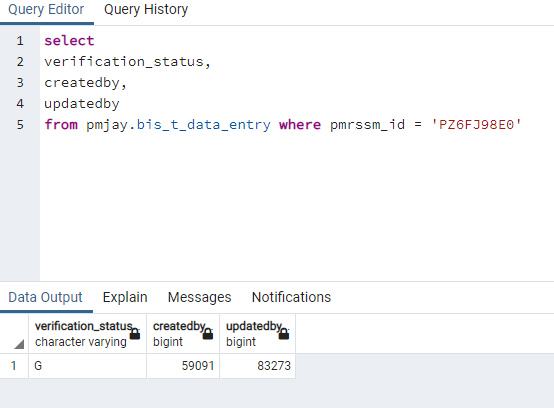 Query Editor Query History
1 select
2 verification_status,
3 createdby,
4 updatedby
5 from pmjay.bis_t_data_entry where pmrssm_id = 'PZ6FJ98E0'
Data Output Explain Messages Notifications
verification_status createdby updatedby
character varying bigint bigint
1 G 59091 83273